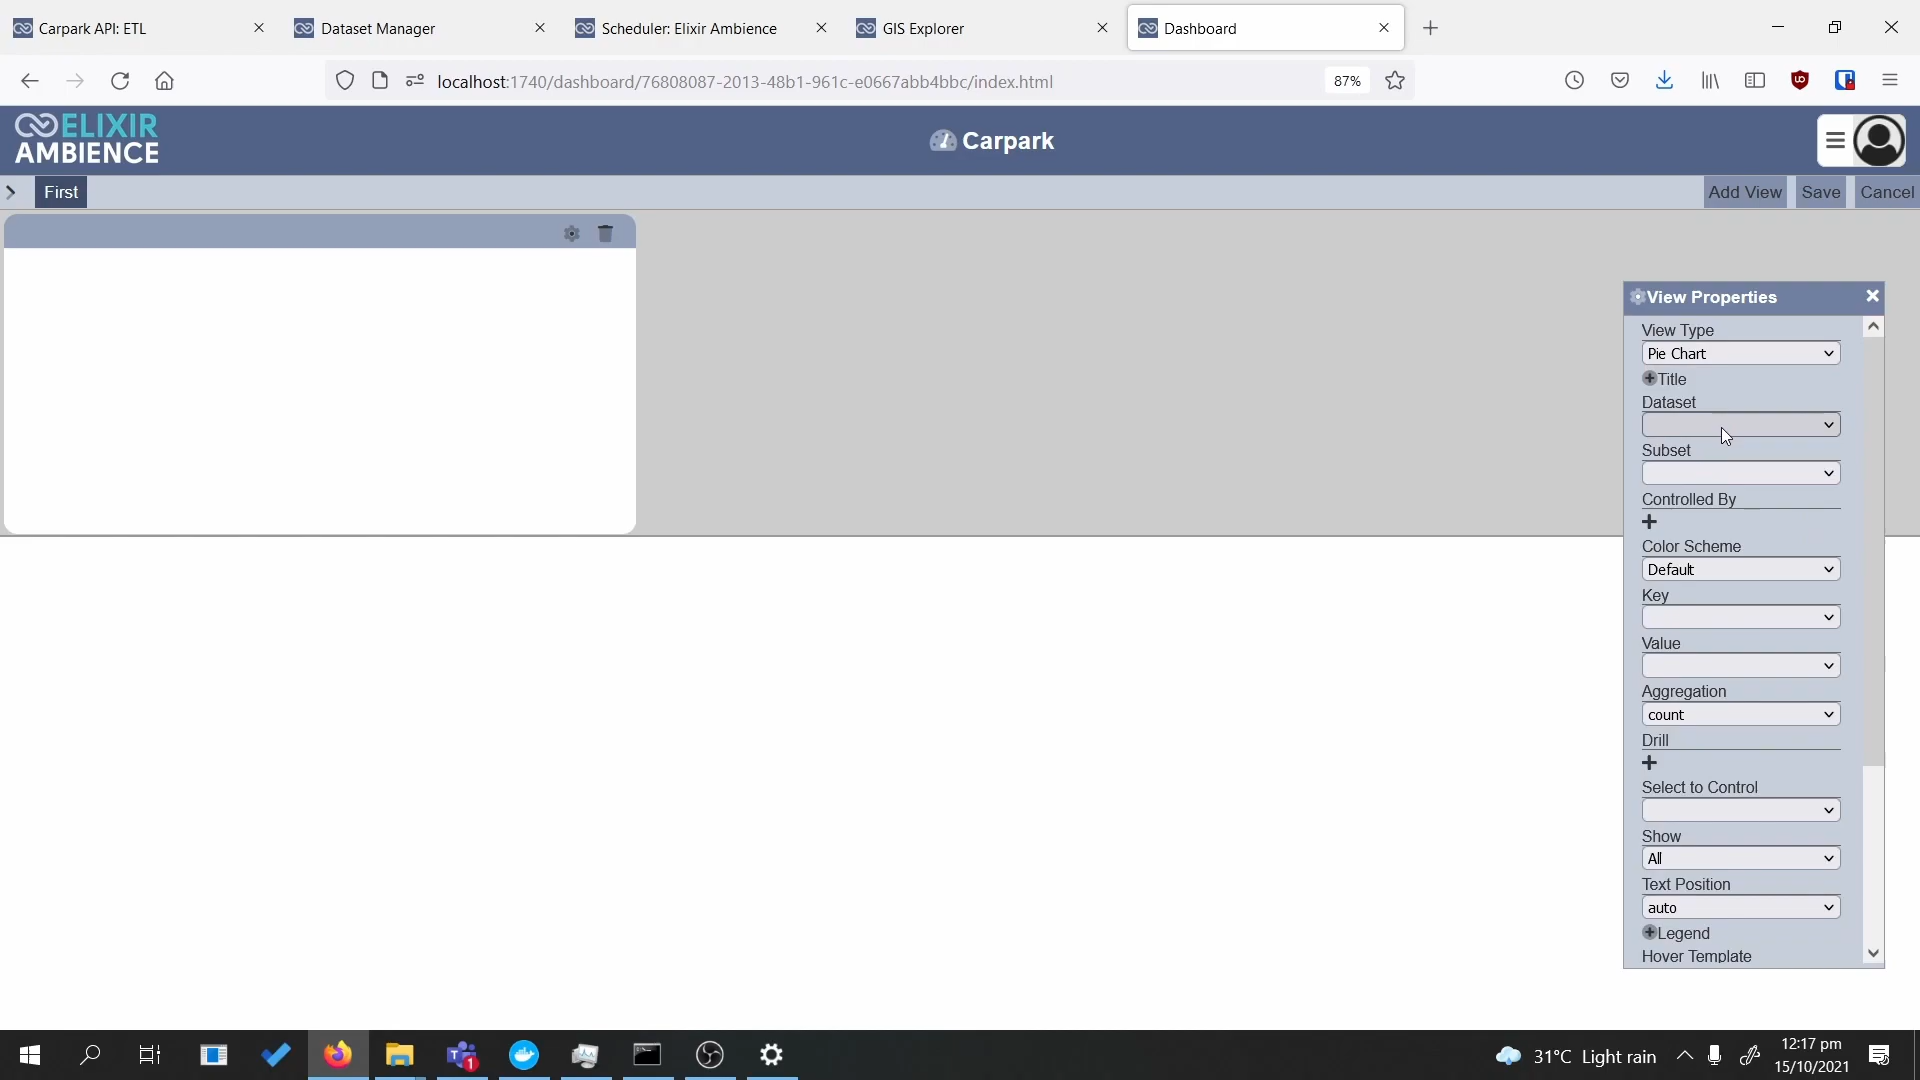 Carpark API: ETL
Dataset Manager
Scheduler: Elixir Ambience
GIS Explorer
Dashboard
localhost:1740/dashboard/76808087-2013-48b1-961c-e0667abb4bbc/index.html
87%
ELIXIR
AMBIENCE
Carpark
First
Add View
Save
Cancel
View Properties
View Type
Pie Chart
Title
Dataset
Subset
Controlled By
Color Scheme
Default
Key
Value
Aggregation
count
Drill
Select to Control
Show
All
Text Position
auto
Legend
Hover Template
1
31°C Light rain
12:17 pm
15/10/2021